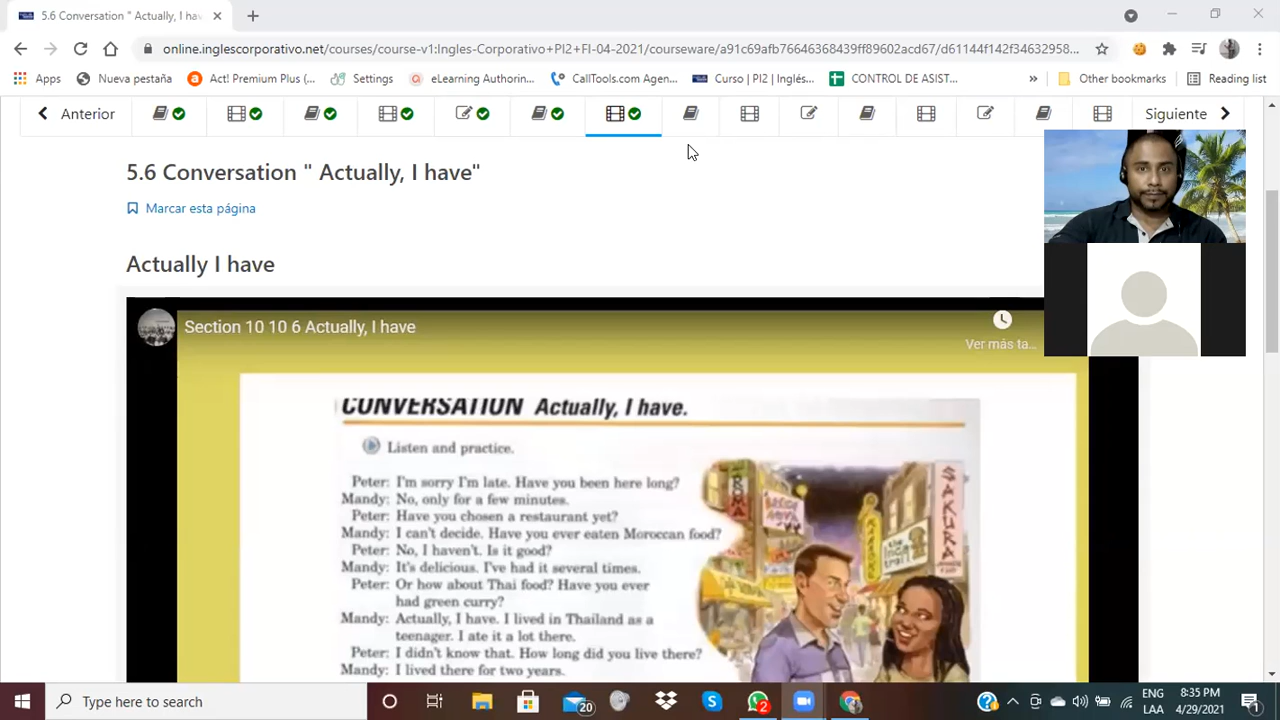 5.6 Conversation " Actually, I hav
online.inglescorporativo.net/courses/course-v1:Ingles-Corporativo+PI2+FI-04-2021/courseware/a91c69afb76646368439ff89602acd67/d61144f142f34632958...
Apps
Nueva pestaña
Act! Premium Plus (...
Settings
eLearning Authorin...
CallTools.com Agen...
Curso | PI2 | Inglés...
CONTROL DE ASIST...
»
Other bookmarks
Reading list
Anterior
Siguiente
5.6 Conversation " Actually, I have"
Marcar esta página
Actually I have
Section 10 10 6 Actually, I have
Ver más ta...
CONVERSATION Actually, I have.
Listen and practice.
Peter: I'm sorry I'm late. Have you been here long?
Mandy: No, only for a few minutes.
Peter: Have you chosen a restaurant yet?
Mandy: I can't decide. Have you ever eaten Moroccan food?
Peter: No, I haven't. Is it good?
Mandy: It's delicious. I've had it several times.
Peter: Or how about Thai food? Have you ever
had green curry?
Mandy: Actually, I have. I lived in Thailand as a
teenager. I ate it a lot there.
Peter: I didn't know that. How long did you live there?
Mandy: I lived there for two years.
ROMA
SAKURA
Type here to search
20
2
ENG
LAA
8:35 PM
4/29/2021
1